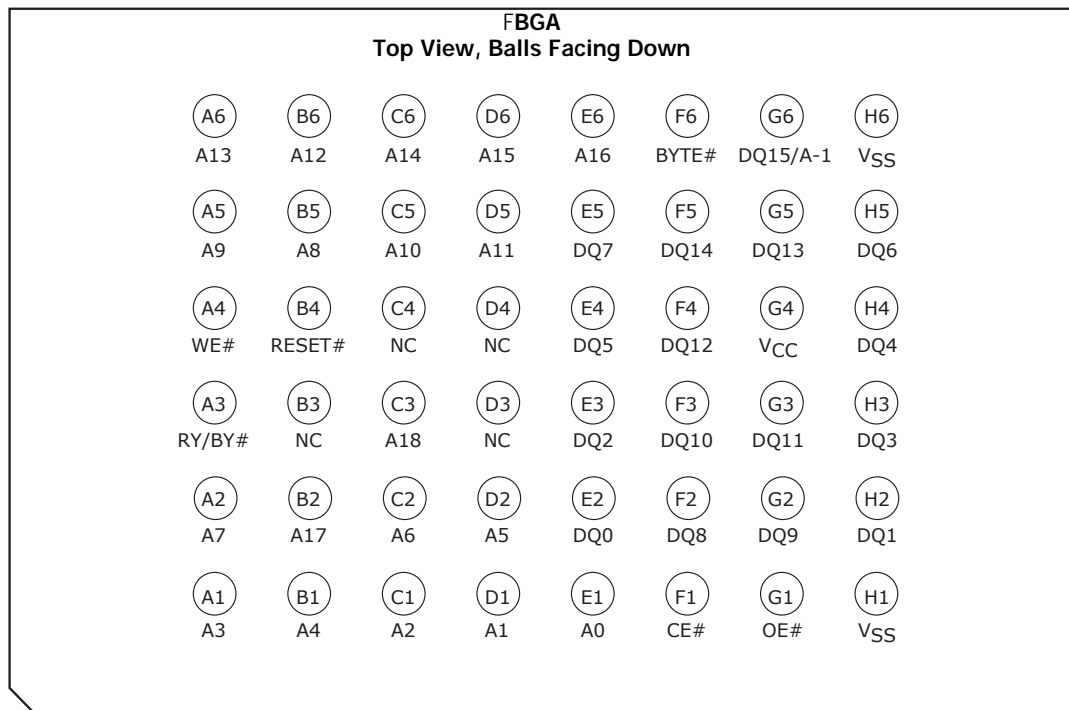 FBGA
Top View, Balls Facing Down
A6 B6 C6 D6 E6 F6 G6 H6
A13 A12 A14 A15 A16 BYTE# DQ15/A-1 VSS
A5 B5 C5 D5 E5 F5 G5 H5
A9 A8 A10 A11 DQ7 DQ14 DQ13 DQ6
A4 B4 C4 D4 E4 F4 G4 H4
WE# RESET# NC NC DQ5 DQ12 VCC DQ4
A3 B3 C3 D3 E3 F3 G3 H3
RY/BY# NC A18 NC DQ2 DQ10 DQ11 DQ3
A2 B2 C2 D2 E2 F2 G2 H2
A7 A17 A6 A5 DQ0 DQ8 DQ9 DQ1
A1 B1 C1 D1 E1 F1 G1 H1
A3 A4 A2 A1 A0 CE# OE# VSS